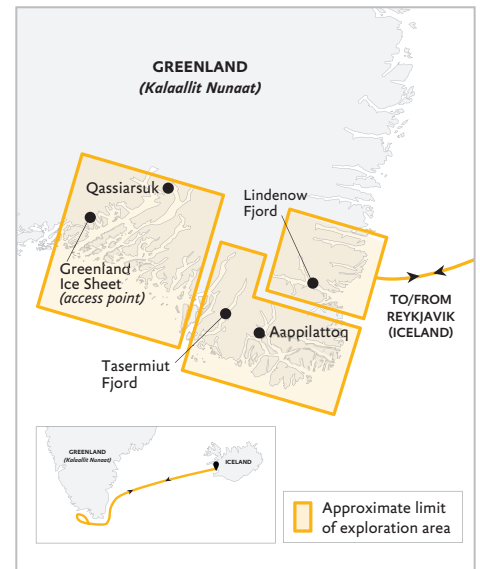 GREENLAND
(Kalaallit Nunaat)
Qassiarsuk
Lindenow
Fjord
Greenland
Ice Sheet
(access point)
TO/FROM
REYKJAVIK
(ICELAND)
Aappilattoq
Tasermiut
Fjord
GREENLAND
(Kalaallit Nunaat)
ICELAND
Approximate limit
of exploration area